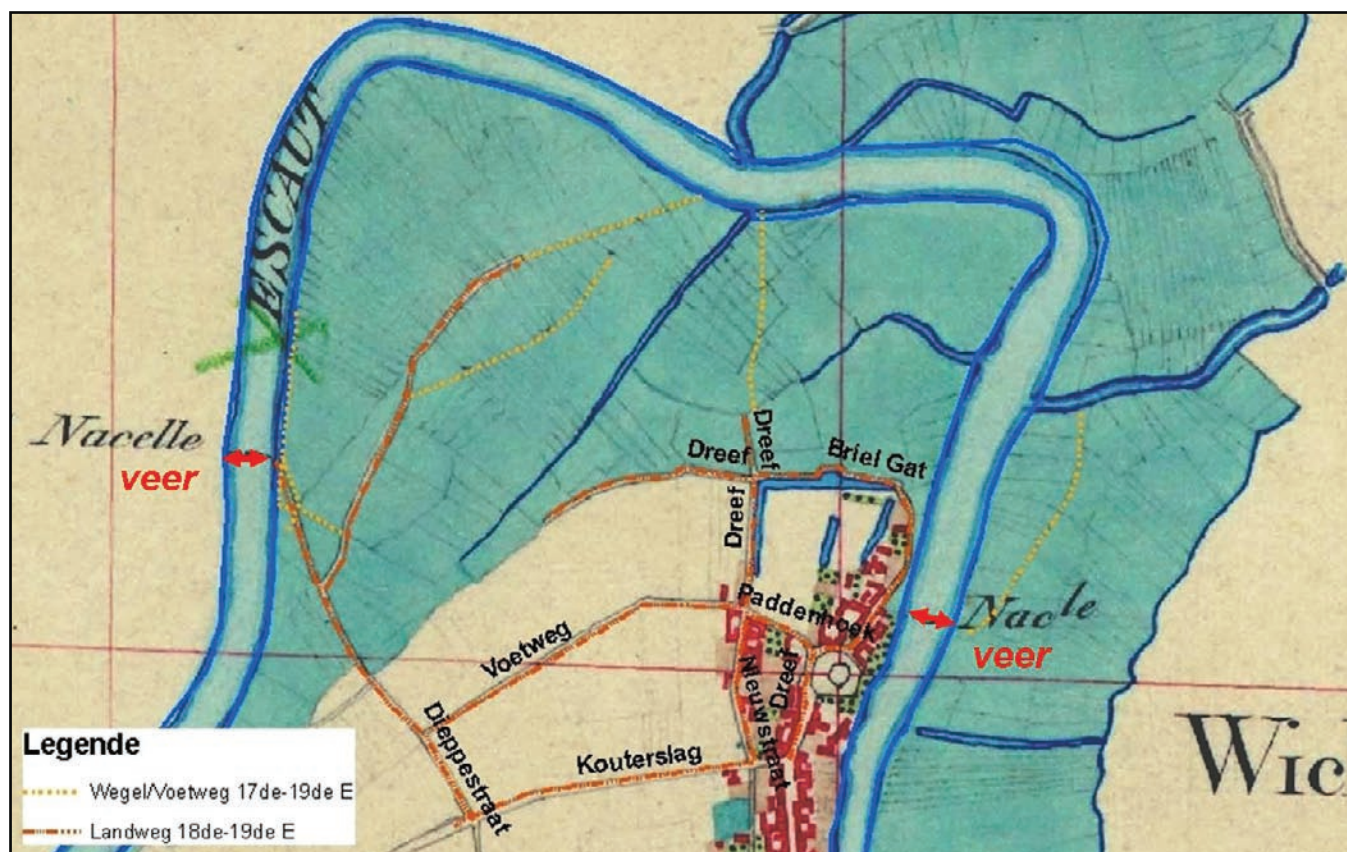 ESCAUT
Nacelle
veer
Dreef
Dreef
Briel Gat
Dreef
Paddenhoek
Voetweg
Nieuwstraat
Dreef
Nacle
veer
Dieppestraat
Kouterslag
Wic
Legende
Wegel/Voetweg 17de-19de E
Landweg 18de-19de E